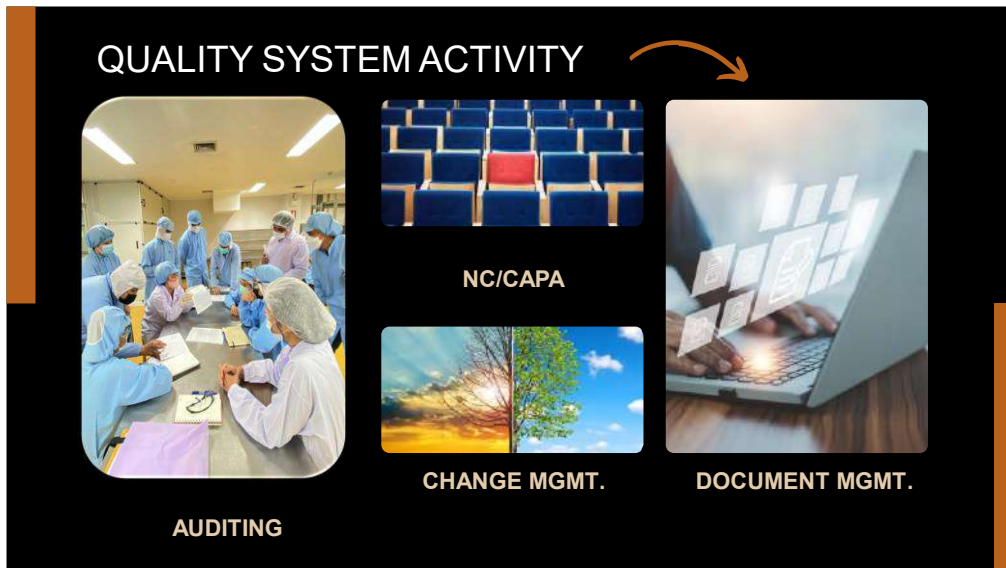 QUALITY SYSTEM ACTIVITY
NC/CAPA
CHANGE MGMT.
DOCUMENT MGMT.
AUDITING